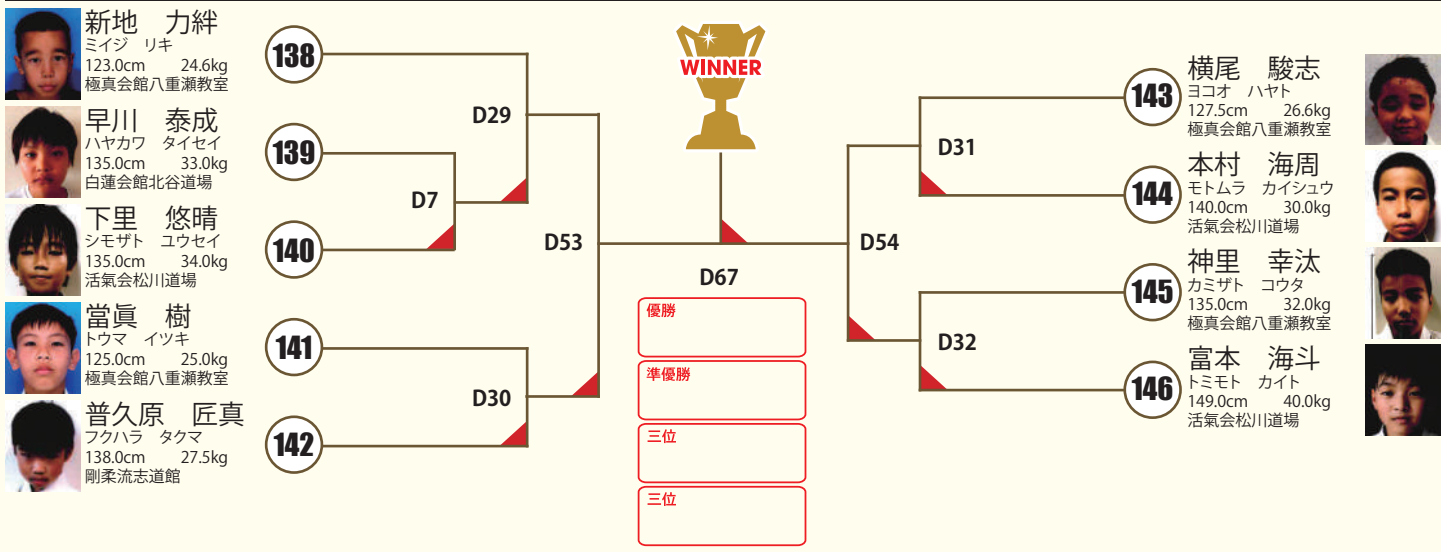 新地　力絆
ミイジ　リキ
123.0cm　24.6kg
極真会館八重瀬教室
138
早川　泰成
ハヤカワ　タイセイ
135.0cm　33.0kg
白蓮会館北谷道場
139
下里　悠晴
シモザト　ユウセイ
135.0cm　34.0kg
活氣会松川道場
140
當眞　樹
トウマ　イツキ
125.0cm　25.0kg
極真会館八重瀬教室
141
普久原　匠真
フクハラ　タクマ
138.0cm　27.5kg
剛柔流志道館
142
D29
D7
D53
D30
WINNER
D67
優勝
準優勝
三位
三位
D31
D54
D32
143
横尾　駿志
ヨコオ　ハヤト
127.5cm　26.6kg
極真会館八重瀬教室
144
本村　海周
モトムラ　カイシュウ
140.0cm　30.0kg
活氣会松川道場
145
神里　幸汰
カミザト　コウタ
135.0cm　32.0kg
極真会館八重瀬教室
146
富本　海斗
トミモト　カイト
149.0cm　40.0kg
活氣会松川道場